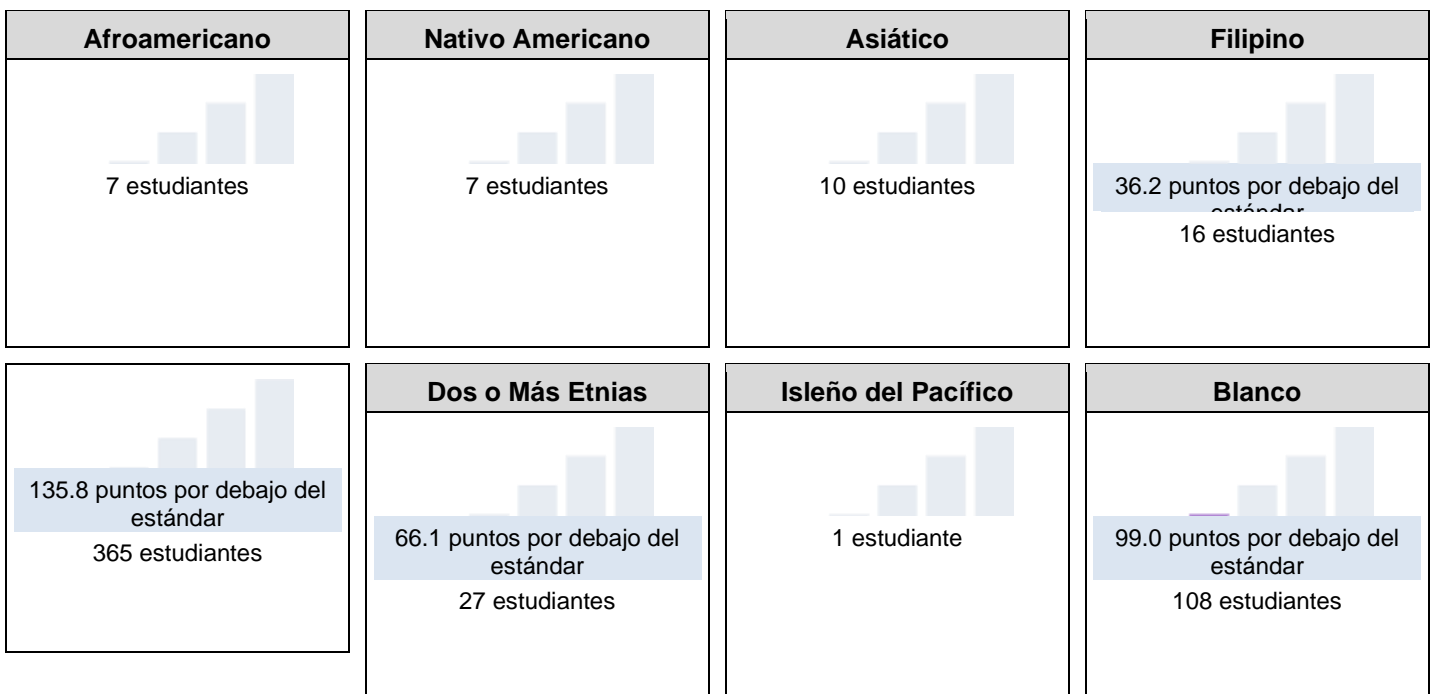 Afroamericano
7 estudiantes
Nativo Americano
7 estudiantes
Asiático
10 estudiantes
Filipino
36.2 puntos por debajo del
estándar
16 estudiantes
135.8 puntos por debajo del
estándar
365 estudiantes
Dos o Más Etnias
66.1 puntos por debajo del
estándar
27 estudiantes
Isleño del Pacífico
1 estudiante
Blanco
99.0 puntos por debajo del
estándar
108 estudiantes